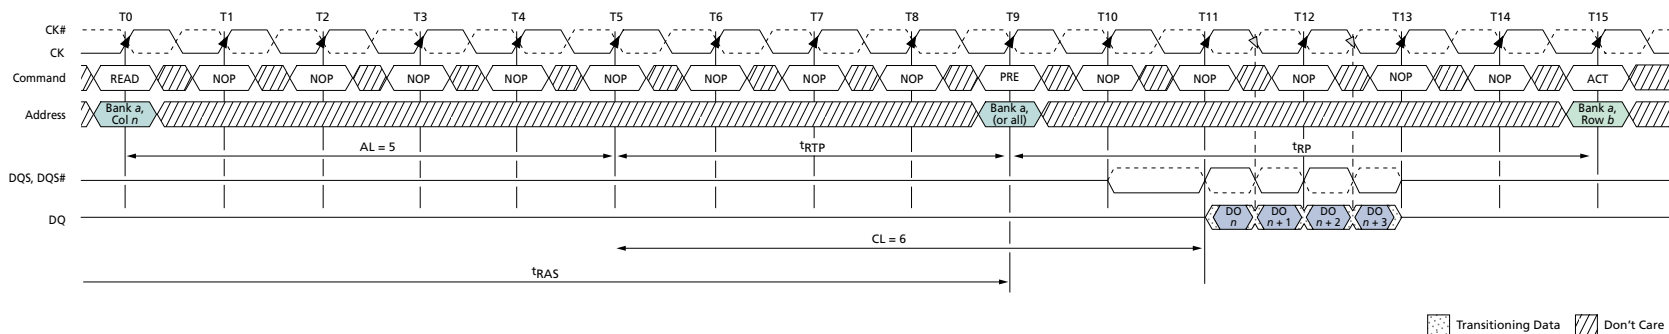 T0 T1 T2 T3 T4 T5 T6 T7 T8 T9 T10 T11 T12 T13 T14 T15
CK#
CK
Command READ NOP NOP NOP NOP NOP NOP NOP NOP PRE NOP NOP NOP NOP NOP ACT
Address Bank a, Col n Bank a, (or all) Bank a, Row b
AL = 5 tRTP tRP
DQS, DQS#
DQ DO n DO n + 1 DO n + 2 DO n + 3
CL = 6
tRAS
Transitioning Data Don't Care